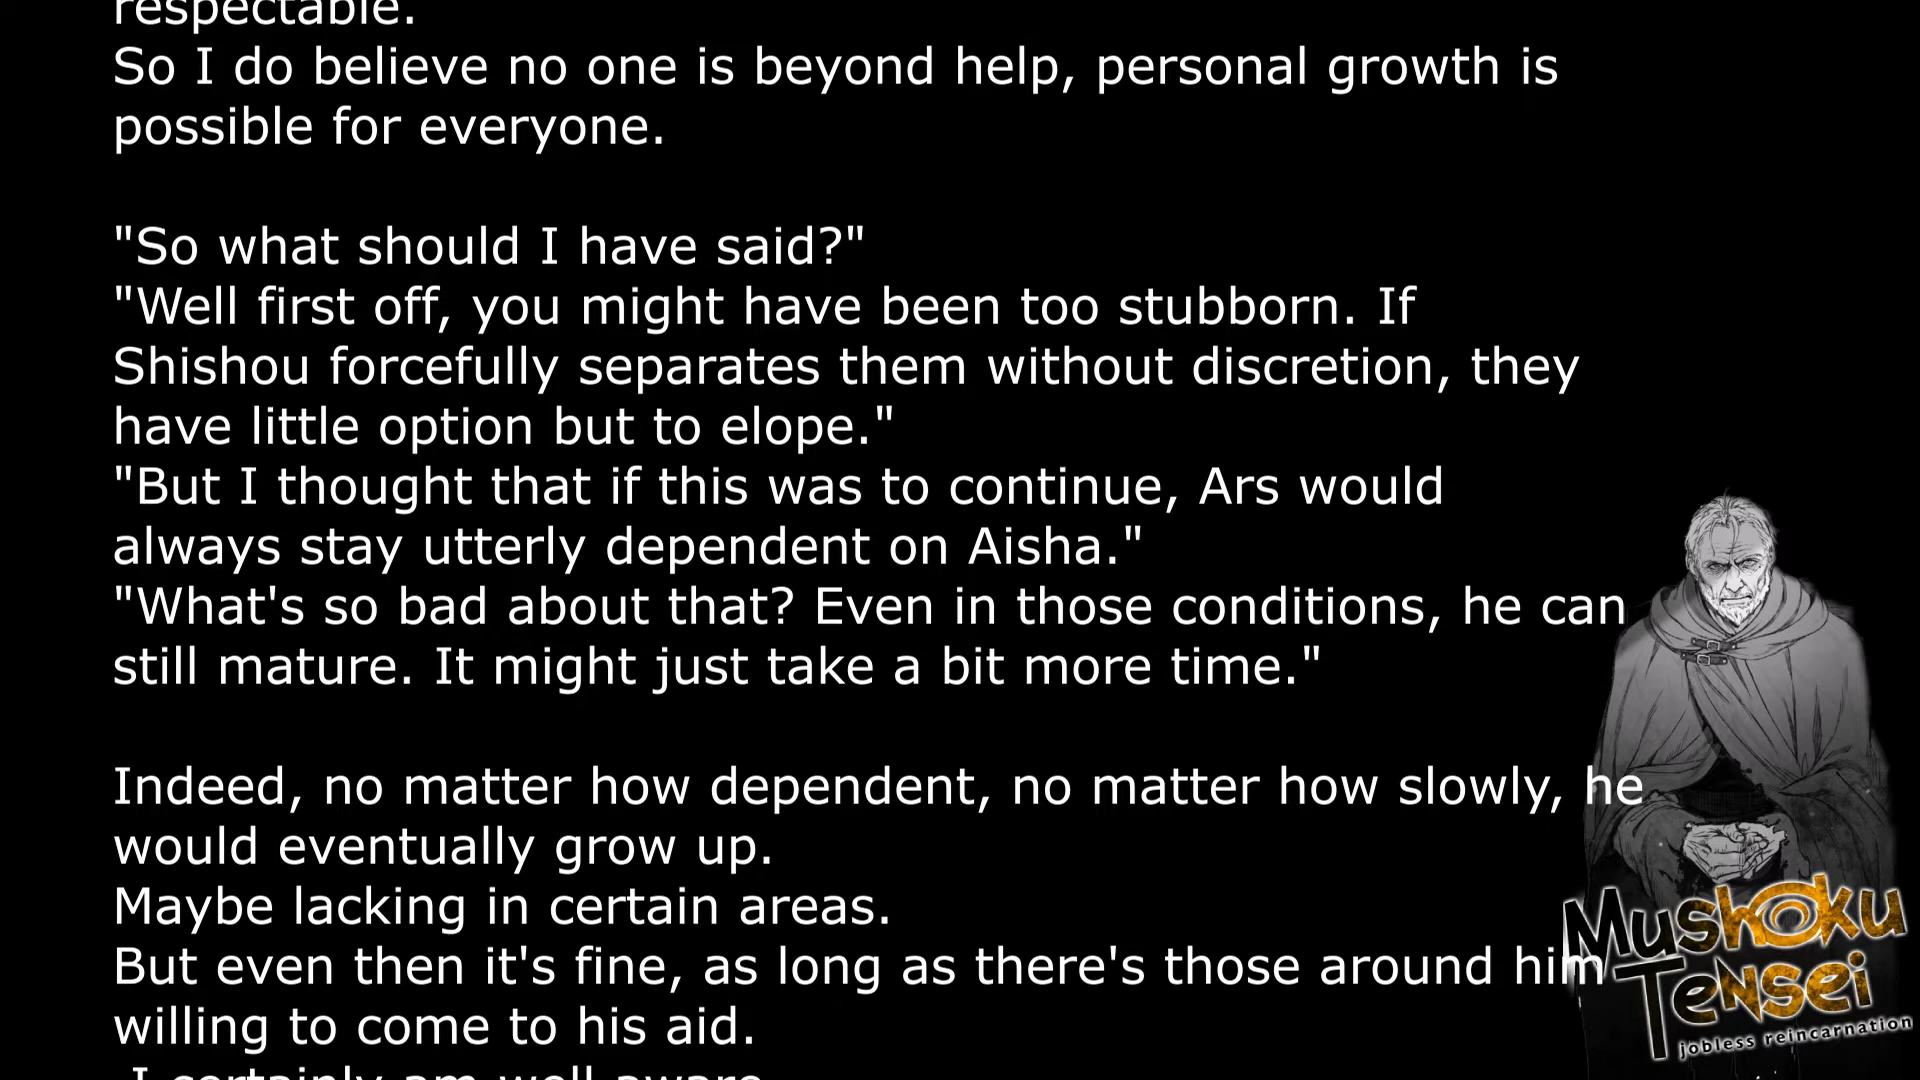 respectable.
So I do believe no one is beyond help, personal growth is
possible for everyone.
"So what should I have said?"
"Well first off, you might have been too stubborn. If
Shishou forcefully separates them without discretion, they
have little option but to elope."
"But I thought that if this was to continue, Ars would
always stay utterly dependent on Aisha."
"What's so bad about that? Even in those conditions, he can
still mature. It might just take a bit more time."
Indeed, no matter how dependent, no matter how slowly, he
would eventually grow up.
Maybe lacking in certain areas.
But even then it's fine, as long as there's those around him
willing to come to his aid.
I certainly am well aware
Mushoku
Tensei
jobless reincarnation